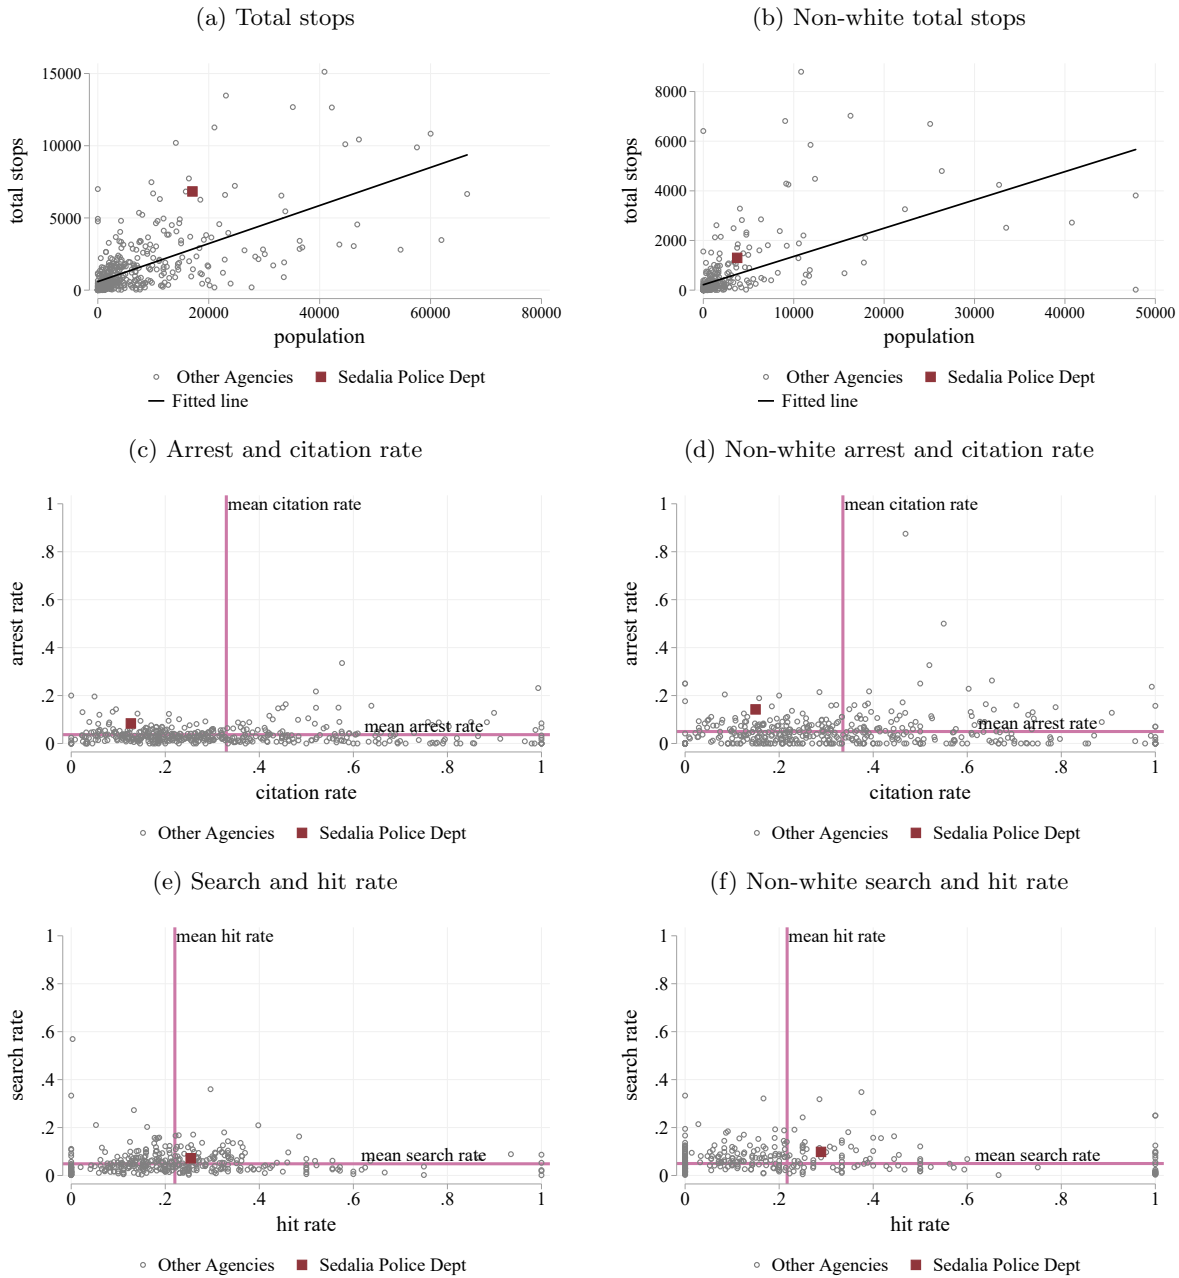 (a) Total stops
(b) Non-white total stops
total stops
15000
10000
5000
0
0 20000 40000 60000 80000
population
Other Agencies Sedalia Police Dept
Fitted line
total stops
8000
6000
4000
2000
0
0 10000 20000 30000 40000 50000
population
Other Agencies Sedalia Police Dept
Fitted line
(c) Arrest and citation rate
(d) Non-white arrest and citation rate
arrest rate
1
.8
.6
.4
.2
0
mean citation rate
mean arrest rate
0 .2 .4 .6 .8 1
citation rate
Other Agencies Sedalia Police Dept
arrest rate
1
.8
.6
.4
.2
0
mean citation rate
mean arrest rate
0 .2 .4 .6 .8 1
citation rate
Other Agencies Sedalia Police Dept
(e) Search and hit rate
(f) Non-white search and hit rate
search rate
1
.8
.6
.4
.2
0
mean hit rate
mean search rate
0 .2 .4 .6 .8 1
hit rate
Other Agencies Sedalia Police Dept
search rate
1
.8
.6
.4
.2
0
mean hit rate
mean search rate
0 .2 .4 .6 .8 1
hit rate
Other Agencies Sedalia Police Dept